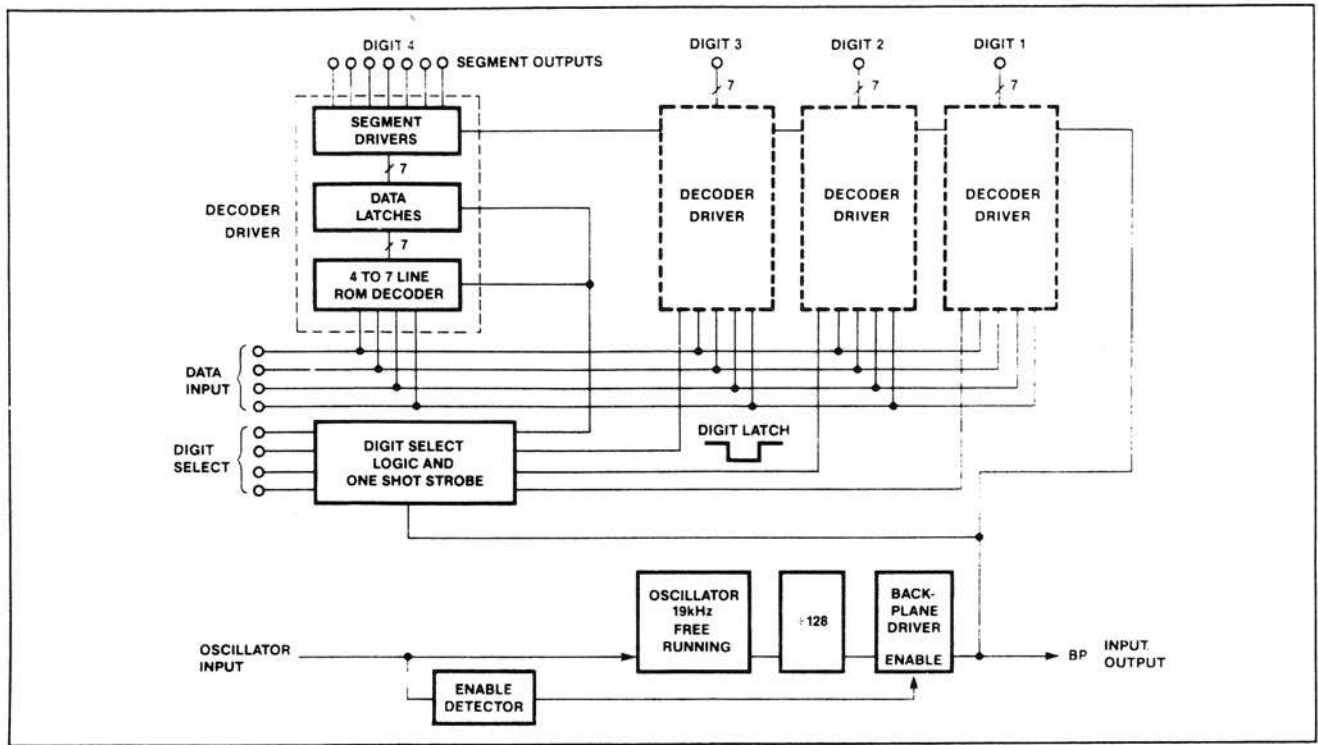 DIGIT 4
SEGMENT OUTPUTS
DIGIT 3
DIGIT 2
DIGIT 1
7
7
7
SEGMENT
DRIVERS
7
DATA
LATCHES
7
4 TO 7 LINE
ROM DECODER
DECODER
DRIVER
DECODER
DRIVER
DECODER
DRIVER
DECODER
DRIVER
DATA
INPUT
DIGIT
SELECT
DIGIT SELECT
LOGIC AND
ONE SHOT STROBE
DIGIT LATCH
OSCILLATOR
INPUT
ENABLE
DETECTOR
OSCILLATOR
19kHz
FREE
RUNNING
÷128
BACK-
PLANE
DRIVER
ENABLE
BP
INPUT.
OUTPUT